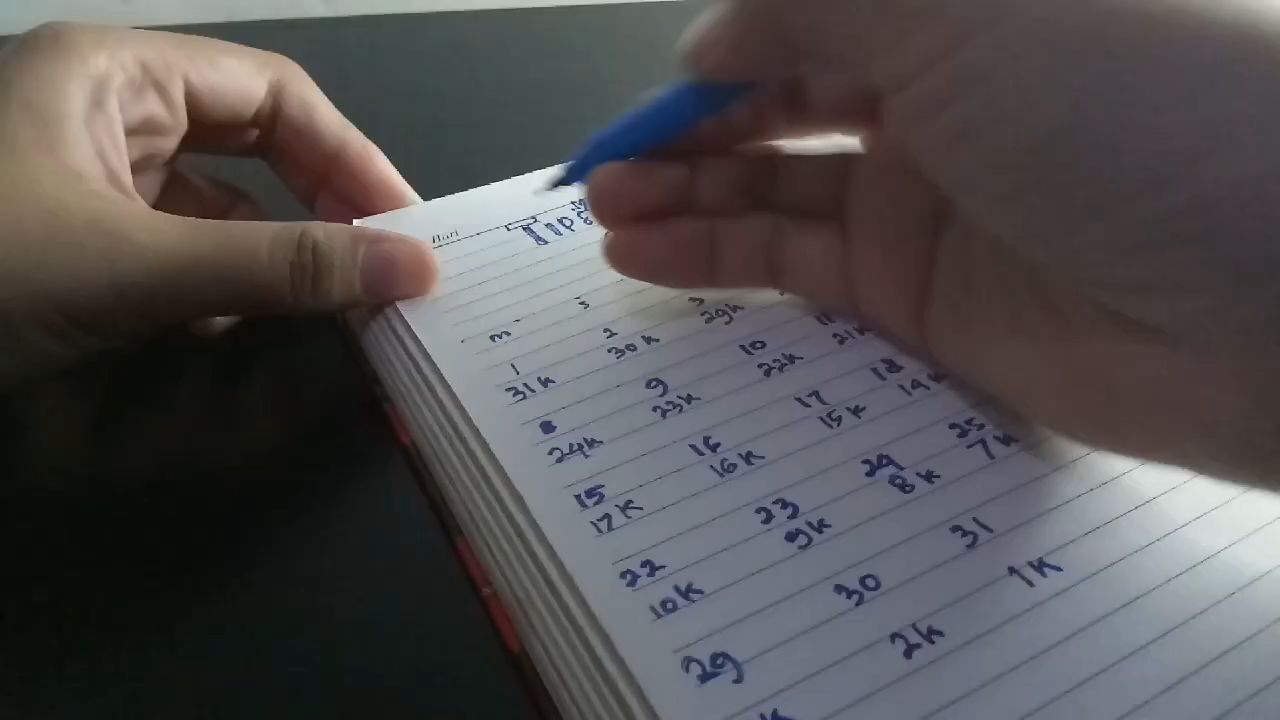 Hari
Tips
m s 3
1 2 29K
31K 30K
8 9 10 11
24K 23K 22K 21K
15 16 17 18
17K 16K 15K 14K
22 23 24 25
10K 9K 8K 7K
29 30 31
2K 1K